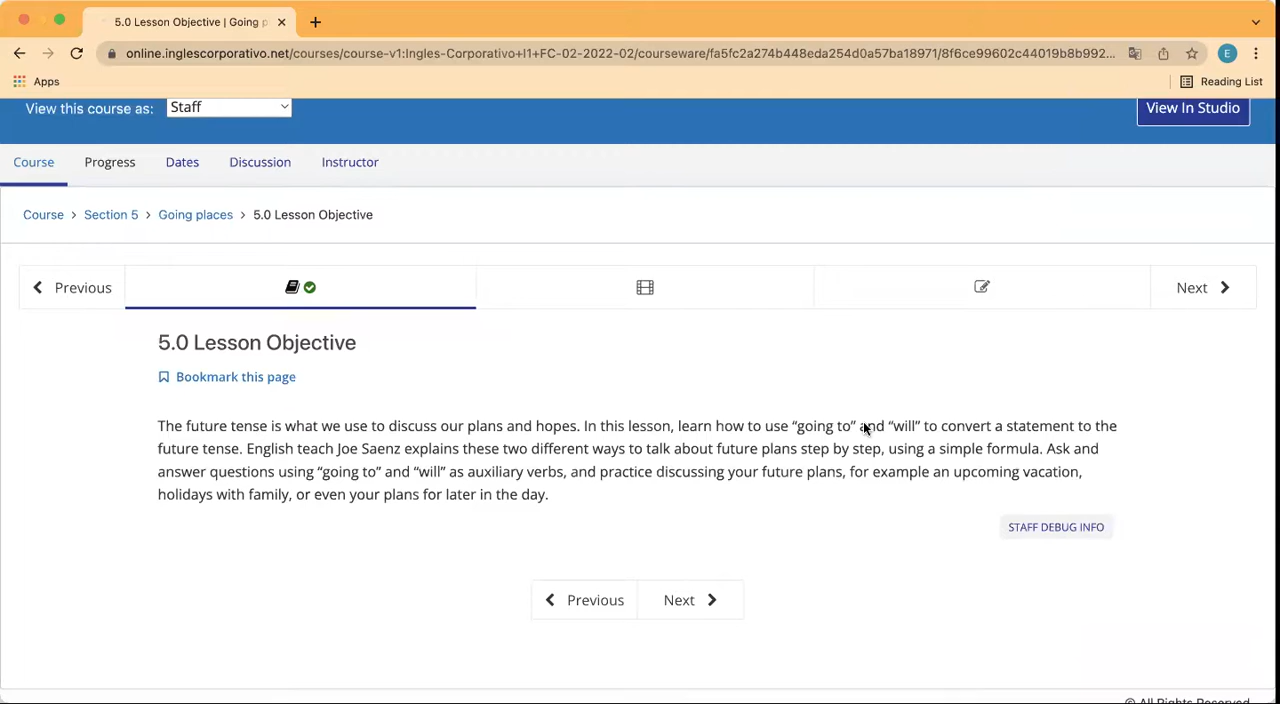 5.0 Lesson Objective | Going p
online.inglescorporativo.net/courses/course-v1:Ingles-Corporativo+I1+FC-02-2022-02/courseware/fa5fc2a274b448eda254d0a57ba18971/8f6ce99602c44019b8b992...
E
Apps
Reading List
View this course as: Staff
View In Studio
Course Progress Dates Discussion Instructor
Course > Section 5 > Going places > 5.0 Lesson Objective
Previous
Next
5.0 Lesson Objective
Bookmark this page
The future tense is what we use to discuss our plans and hopes. In this lesson, learn how to use “going to” and “will” to convert a statement to the
future tense. English teach Joe Saenz explains these two different ways to talk about future plans step by step, using a simple formula. Ask and
answer questions using “going to” and “will” as auxiliary verbs, and practice discussing your future plans, for example an upcoming vacation,
holidays with family, or even your plans for later in the day.
STAFF DEBUG INFO
Previous Next
© All Rights Reserved